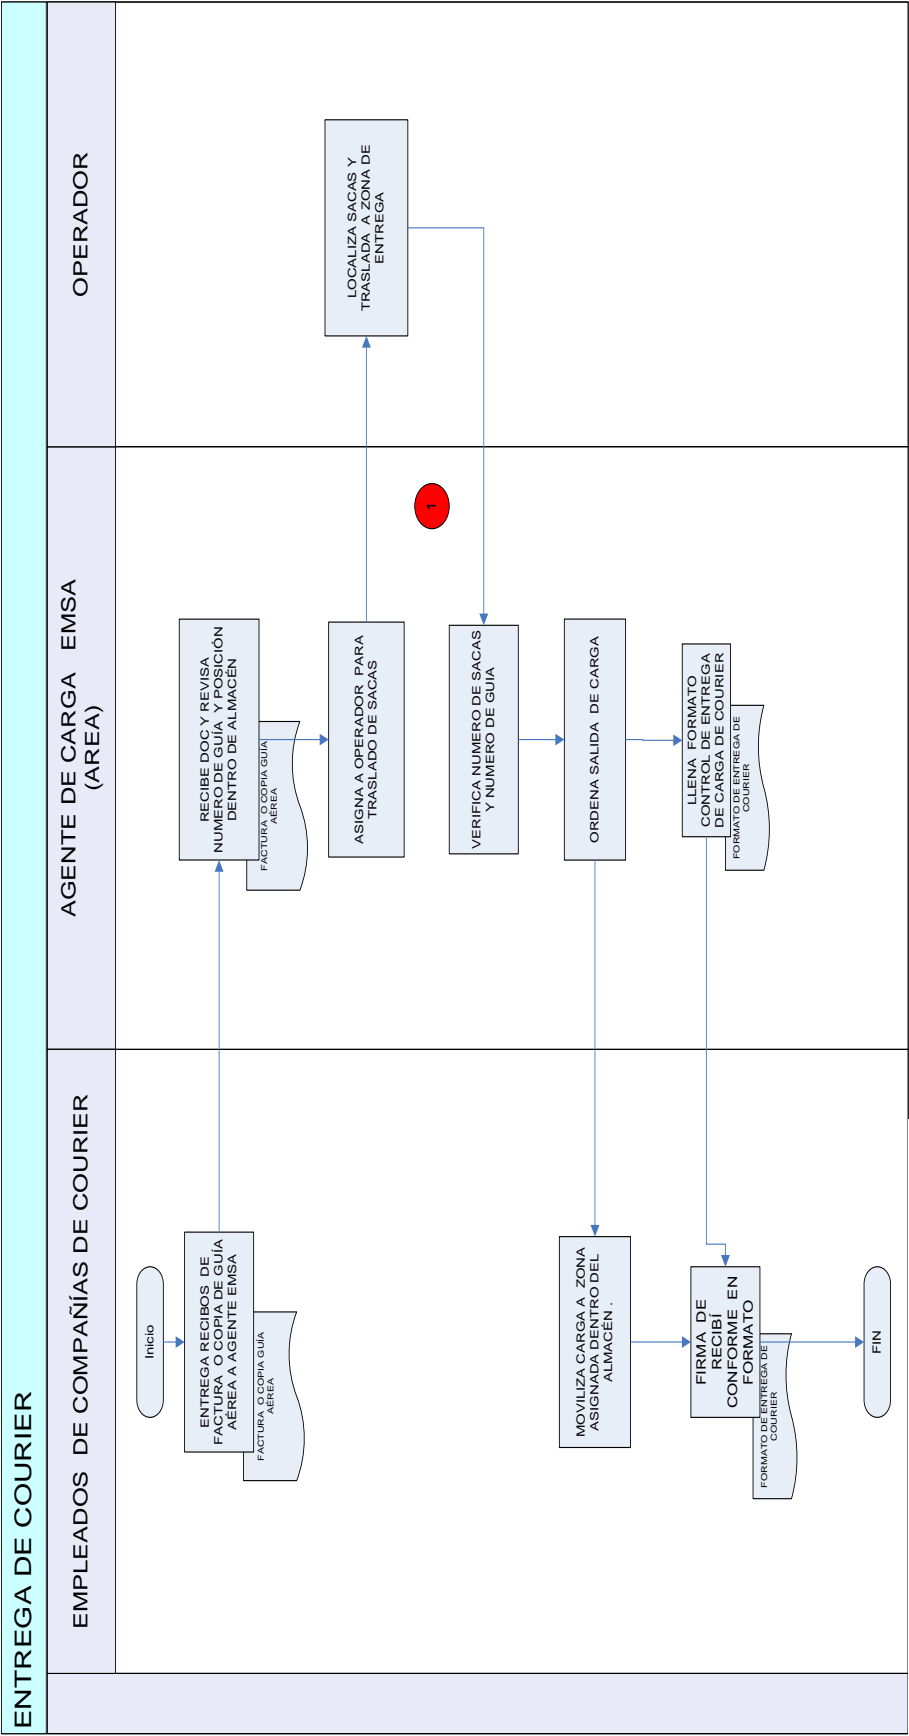 ENTREGA DE COURIER
EMPLEADOS DE COMPAÑÍAS DE COURIER
AGENTE DE CARGA EMSA
(AREA)
OPERADOR
Inicio
ENTREGA RECIBOS DE
FACTURA O COPIA DE GUÍA
AÉREA A AGENTE EMSA
FACTURA O COPIA GUÍA
AÉREA
RECIBE DOC Y REVISA
NUMERO DE GUÍA Y POSICIÓN
DENTRO DE ALMACÉN
FACTURA O COPIA GUIA
AÉREA
ASIGNA A OPERADOR PARA
TRASLADO DE SACAS
LOCALIZA SACAS Y
TRASLADA A ZONA DE
ENTREGA
1
VERIFICA NUMERO DE SACAS
Y NUMERO DE GUIA
ORDENA SALIDA DE CARGA
MOVILIZA CARGA A ZONA
ASIGNADA DENTRO DEL
ALMACÉN .
LLENA FORMATO
CONTROL DE ENTREGA
DE CARGA DE COURIER
FORMATO DE ENTREGA DE
COURIER
FIRMA DE
RECIBÍ
CONFORME EN
FORMATO
FORMATO DE ENTREGA DE
COURIER
FIN